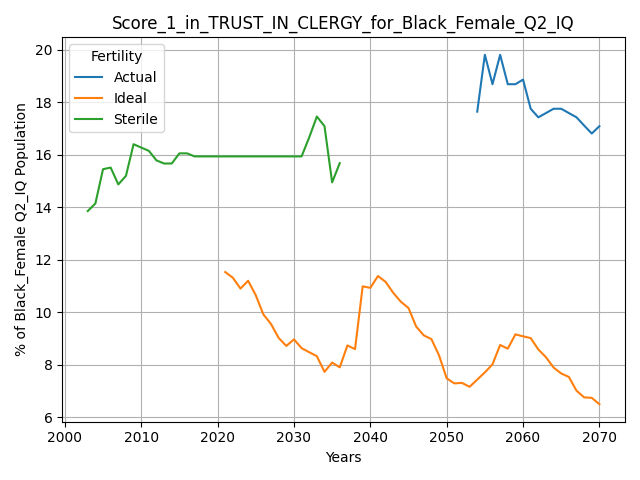 Score_1_in_TRUST_IN_CLERGY_for_Black_Female_Q2_IQ
Fertility
Actual
Ideal
Sterile
% of Black_Female Q2_IQ Population
20
18
16
14
12
10
8
6
2000 2010 2020 2030 2040 2050 2060 2070
Years